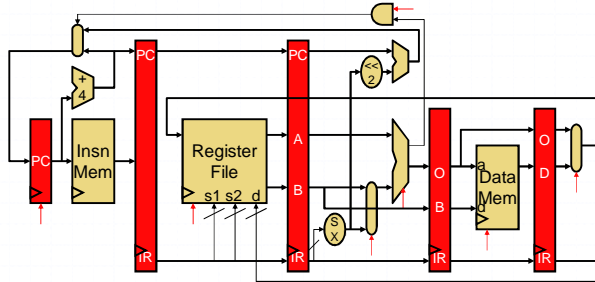 PC
PC
<<
2
+
4
PC
Insn
Mem
Register
File
s1 s2 d
A
B
S
X
O
B
a
d
Data
Mem
O
D
IR
IR
IR
IR